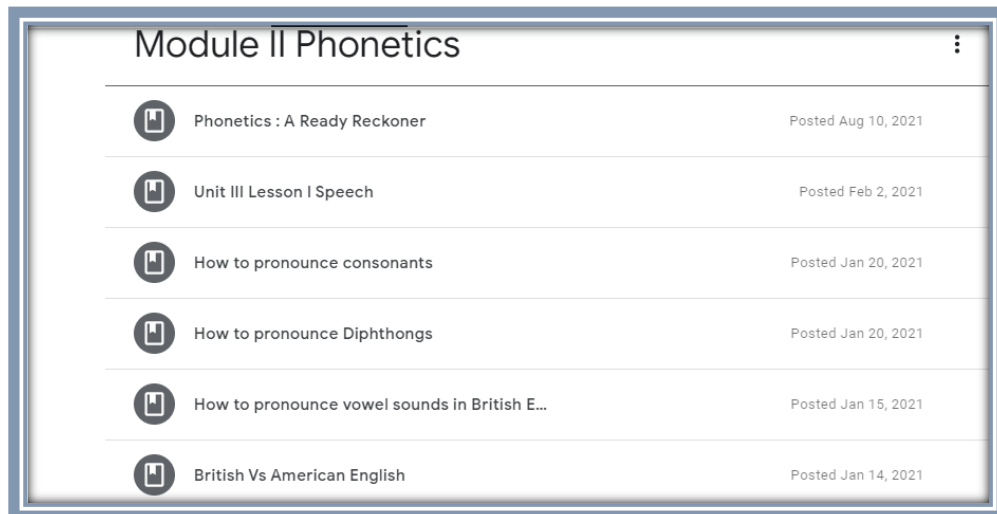 Module II Phonetics
Phonetics : A Ready Reckoner Posted Aug 10, 2021
Unit III Lesson I Speech Posted Feb 2, 2021
How to pronounce consonants Posted Jan 20, 2021
How to pronounce Diphthongs Posted Jan 20, 2021
How to pronounce vowel sounds in British E... Posted Jan 15, 2021
British Vs American English Posted Jan 14, 2021